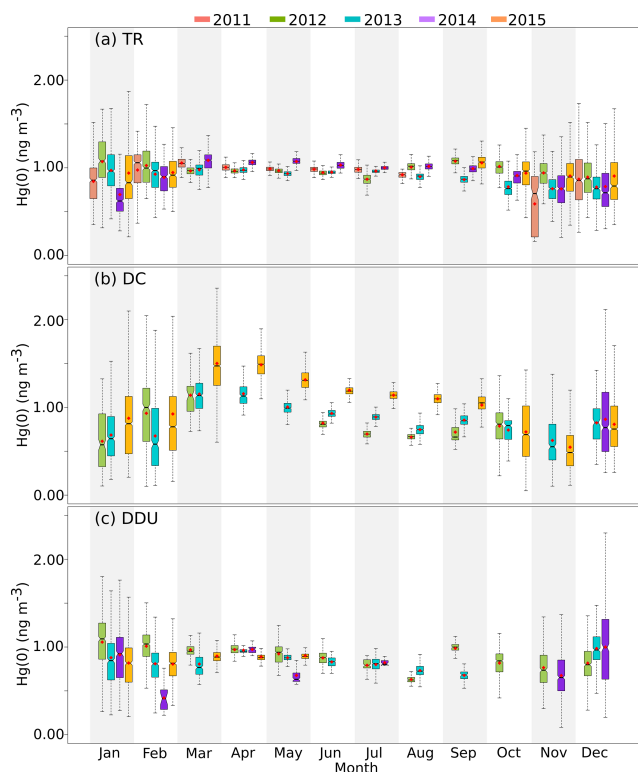 2011 2012 2013 2014 2015
(a) TR
2.00
1.00
0.00
Hg(0) (ng m⁻³)
(b) DC
2.00
1.00
0.00
Hg(0) (ng m⁻³)
(c) DDU
2.00
1.00
0.00
Hg(0) (ng m⁻³)
Jan Feb Mar Apr May Jun Jul Aug Sep Oct Nov Dec
Month